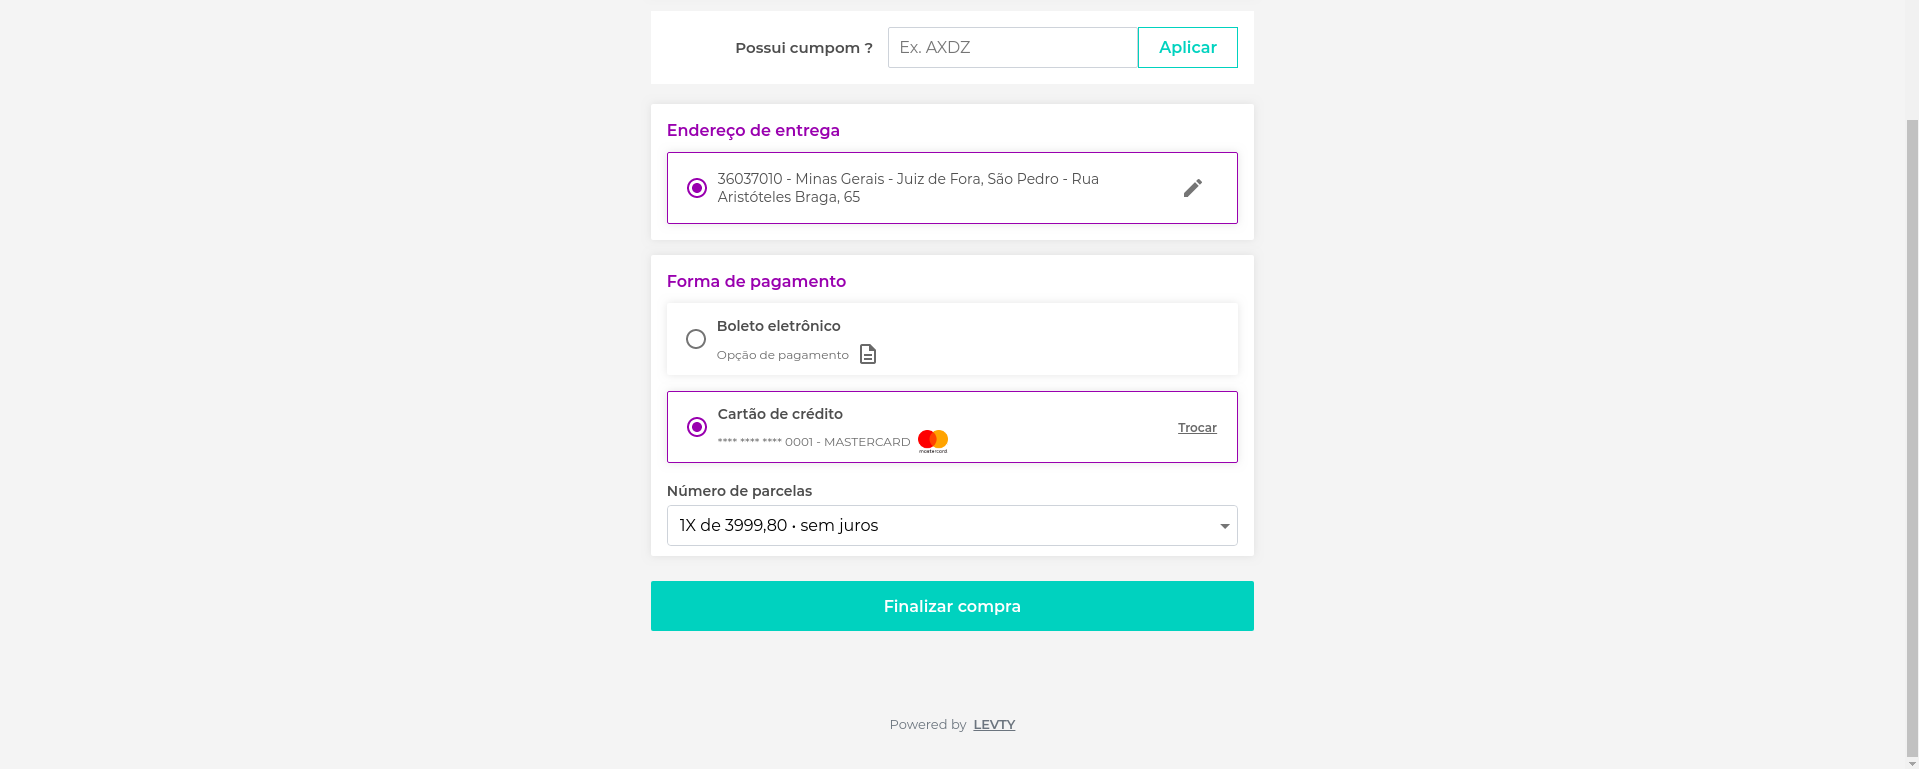 Possui cumpom ?
Ex. AXDZ
Aplicar
Endereço de entrega
36037010 - Minas Gerais - Juiz de Fora, São Pedro - Rua
Aristóteles Braga, 65
Forma de pagamento
Boleto eletrônico
Opção de pagamento
Cartão de crédito
**** **** **** 0001 - MASTERCARD
mastercard
Trocar
Número de parcelas
1X de 3999,80 • sem juros
Finalizar compra
Powered by LEVTY